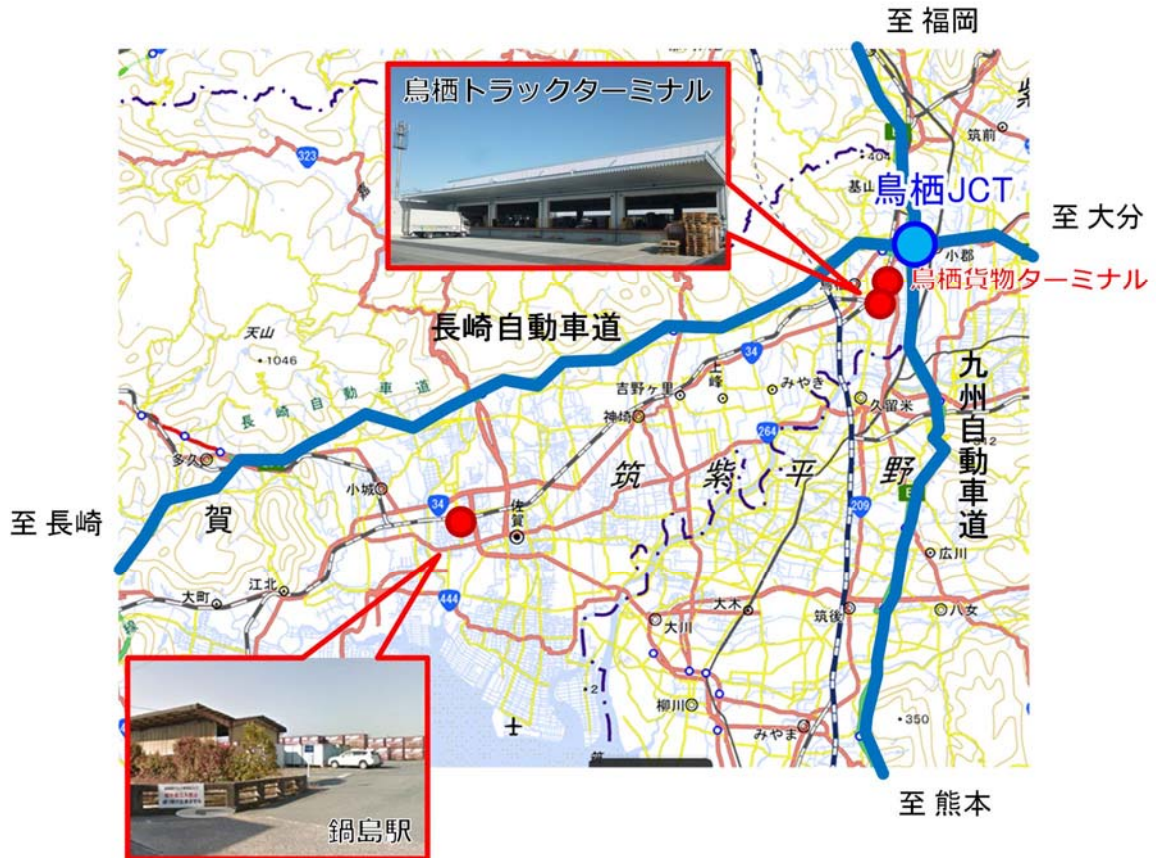 至 福岡
鳥栖トラックターミナル
紫
筑前
323
404
基山
鳥栖JCT
至 大分
小郡
鳥栖貨物ターミナル
長崎自動車道
天山
1046
長崎自動車道
34
上峰
みやき
吉野ヶ里
九州自動車道
久留米
神埼
264
多久
筑紫平野
小城
34
佐賀
209
至 長崎
賀
広川
江北
大町
444
大木
筑後
八女
大川
2
柳川
350
みやま
筑
鍋島駅
至 熊本